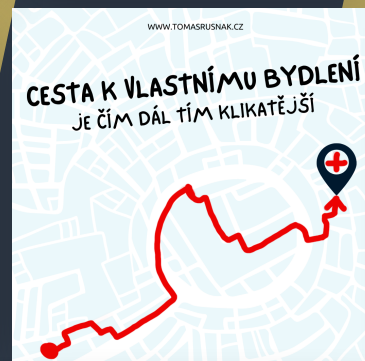 WWW.TOMASRUSNAK.CZ
CESTA K VLASTNÍMU BYDLENÍ
JE ČÍM DÁL TÍM KLIKATĚJŠÍ